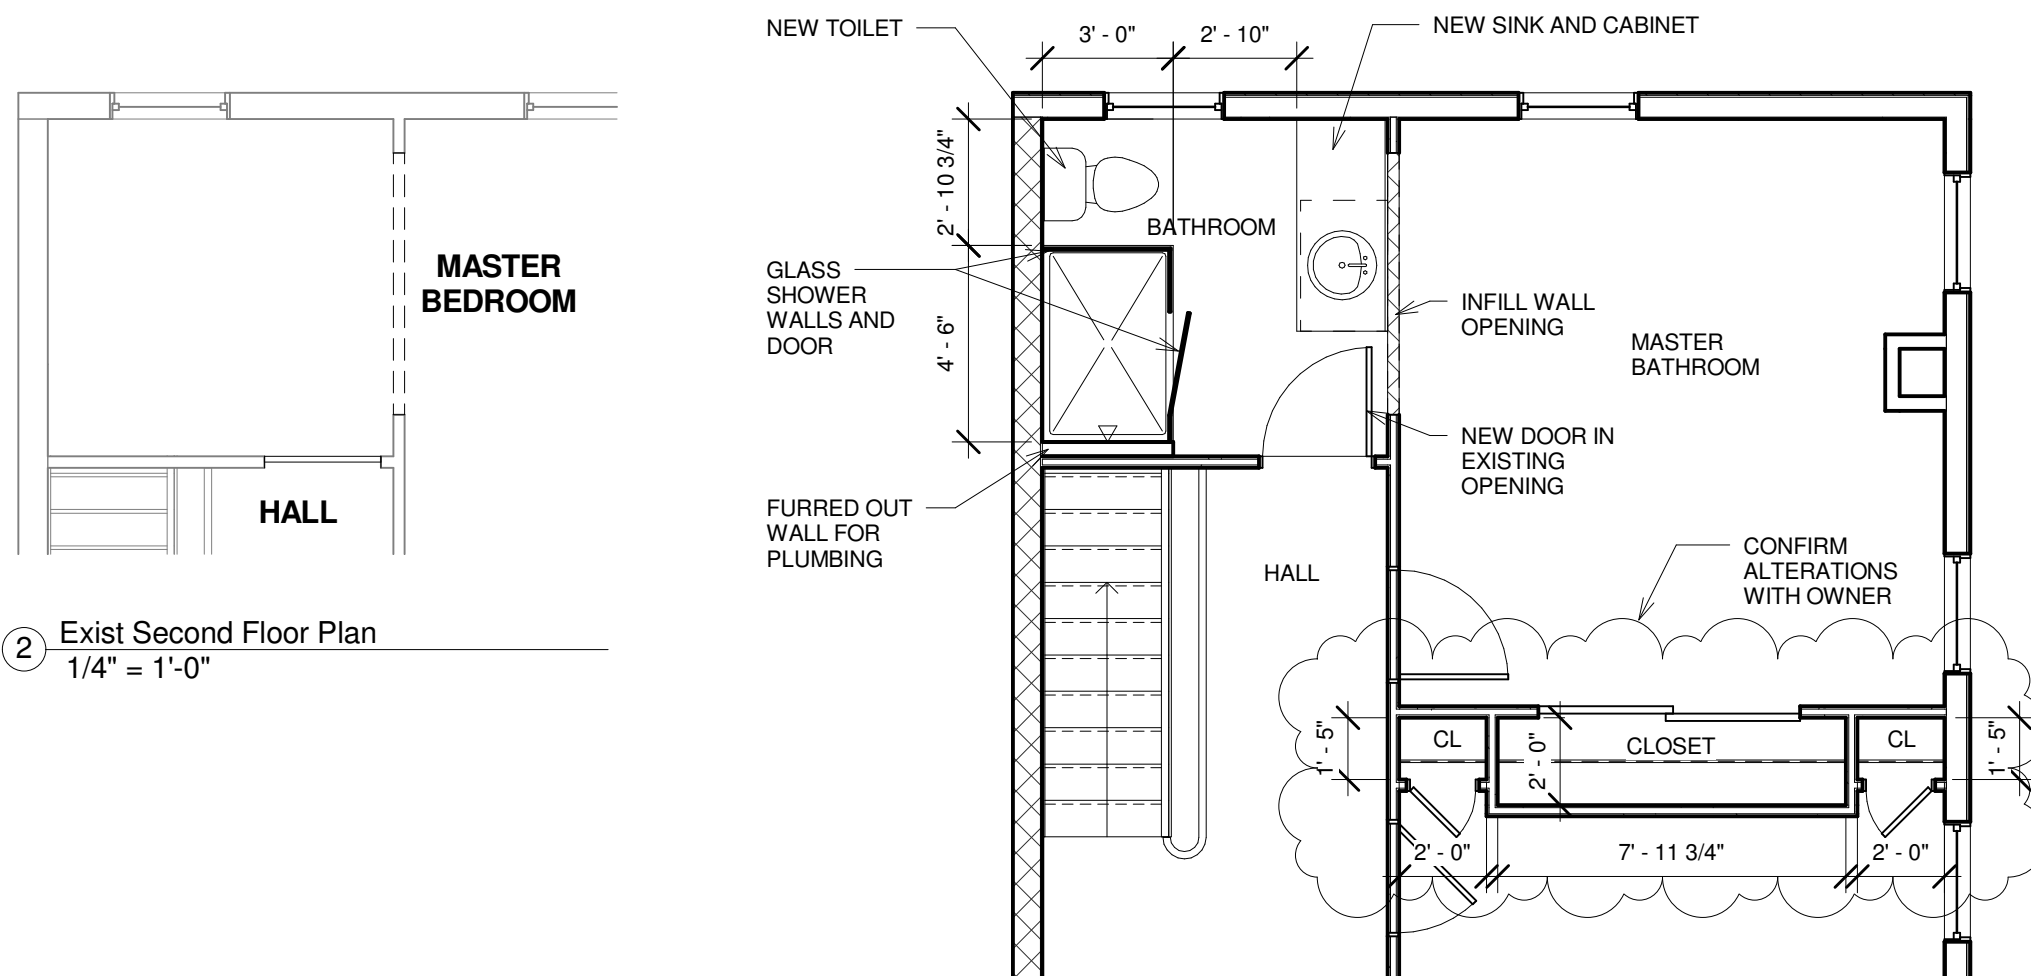 NEW TOILET
3' - 0"
2' - 10"
NEW SINK AND CABINET
2' - 10 3/4"
BATHROOM
MASTER
BEDROOM
GLASS
SHOWER
WALLS AND
DOOR
4' - 6"
INFILL WALL
OPENING
MASTER
BATHROOM
NEW DOOR IN
EXISTING
OPENING
HALL
FURRED OUT
WALL FOR
PLUMBING
HALL
CONFIRM
ALTERATIONS
WITH OWNER
2
Exist Second Floor Plan
1/4" = 1'-0"
1' - 5"
CL
2' - 0"
CLOSET
CL
1' - 5"
2' - 0"
7' - 11 3/4"
2' - 0"